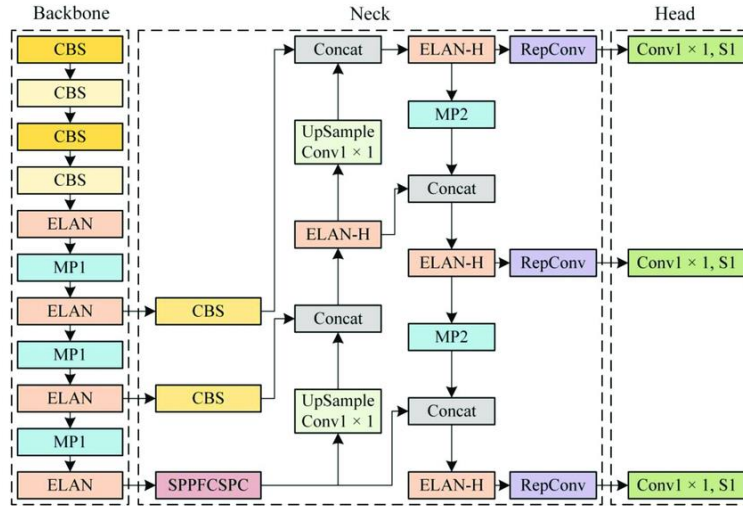 Backbone
Neck
Head
CBS
CBS
CBS
CBS
ELAN
MP1
ELAN
MP1
ELAN
MP1
ELAN
CBS
CBS
SPPFCSPC
Concat
UpSample
Conv1 × 1
ELAN-H
Concat
UpSample
Conv1 × 1
ELAN-H
MP2
Concat
ELAN-H
MP2
Concat
ELAN-H
RepConv
RepConv
RepConv
Conv1 × 1, S1
Conv1 × 1, S1
Conv1 × 1, S1